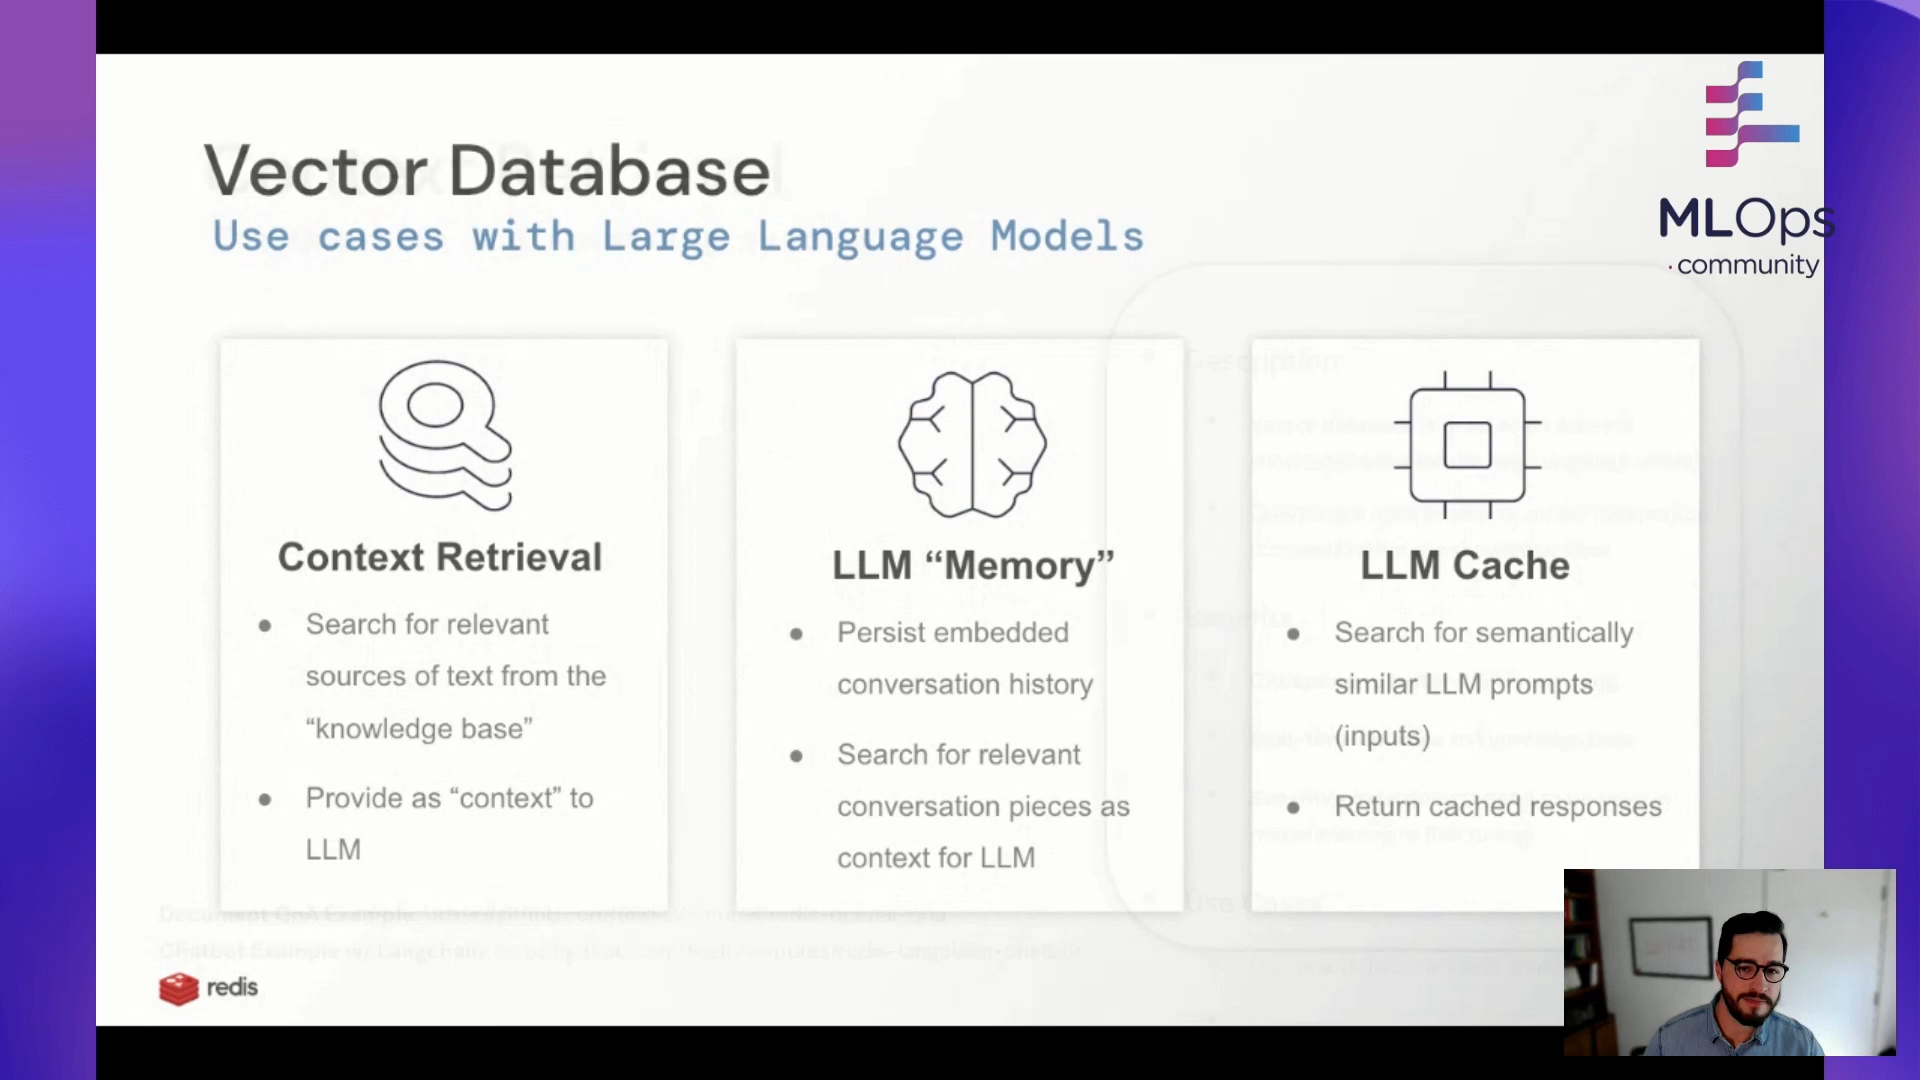 Vector Database
Use cases with Large Language Models
MLOps
community
Context Retrieval
● Search for relevant
sources of text from the
“knowledge base”
● Provide as “context” to
LLM
LLM “Memory”
● Persist embedded
conversation history
● Search for relevant
conversation pieces as
context for LLM
LLM Cache
● Search for semantically
similar LLM prompts
(inputs)
● Return cached responses
redis